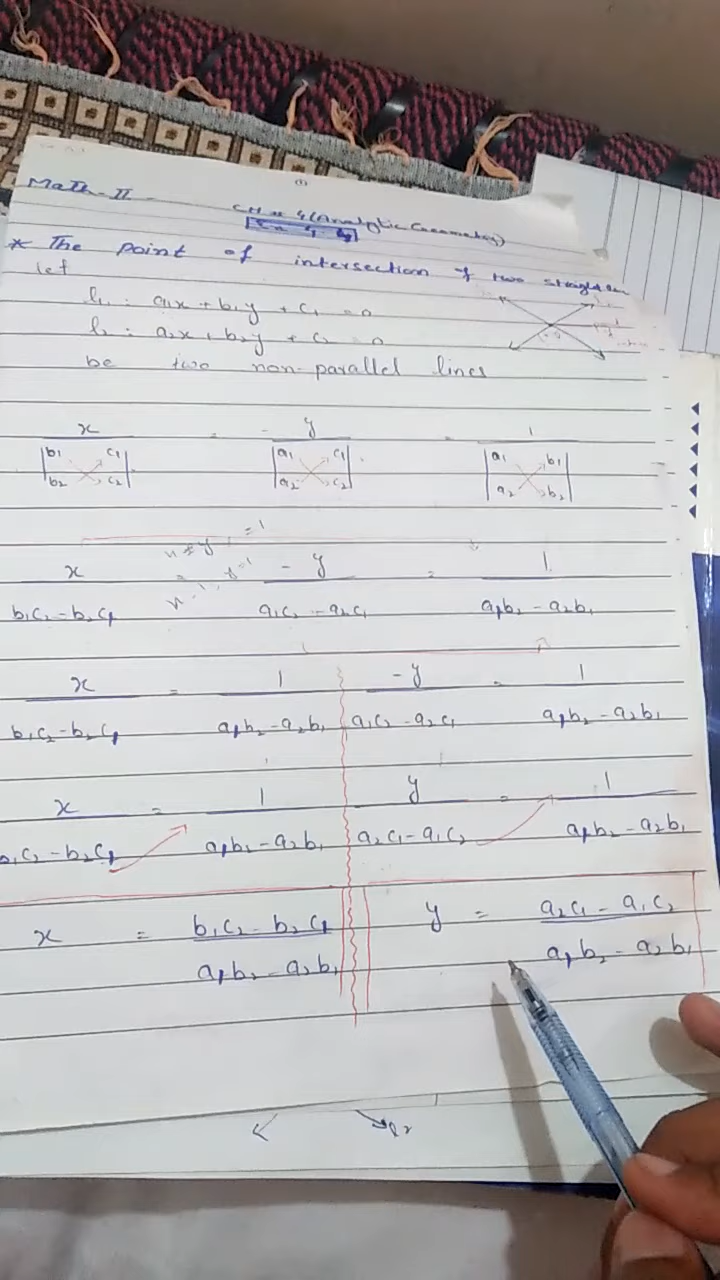 (1)
Math-II
CH # 4 (Analytic Geometry)
* The point of intersection of two straight line
let
l₁ : a₁x + b₁y + c₁ = 0
l₂ : a₂x + b₂y + c₂ = 0
be two non-parallel lines
x = -y = 1
|b₁ c₁| |a₁ c₁| |a₁ b₁|
|b₂ c₂| |a₂ c₂| |a₂ b₂|
x = -y = 1
b₁c₂ - b₂c₁ a₁c₂ - a₂c₁ a₁b₂ - a₂b₁
x = 1 -y = 1
b₁c₂ - b₂c₁ a₁b₂ - a₂b₁ a₁c₂ - a₂c₁ a₁b₂ - a₂b₁
x = 1 y = 1
b₁c₂ - b₂c₁ a₁b₂ - a₂b₁ a₂c₁ - a₁c₂ a₁b₂ - a₂b₁
x = b₁c₂ - b₂c₁ y = a₂c₁ - a₁c₂
a₁b₂ - a₂b₁ a₁b₂ - a₂b₁
l₂